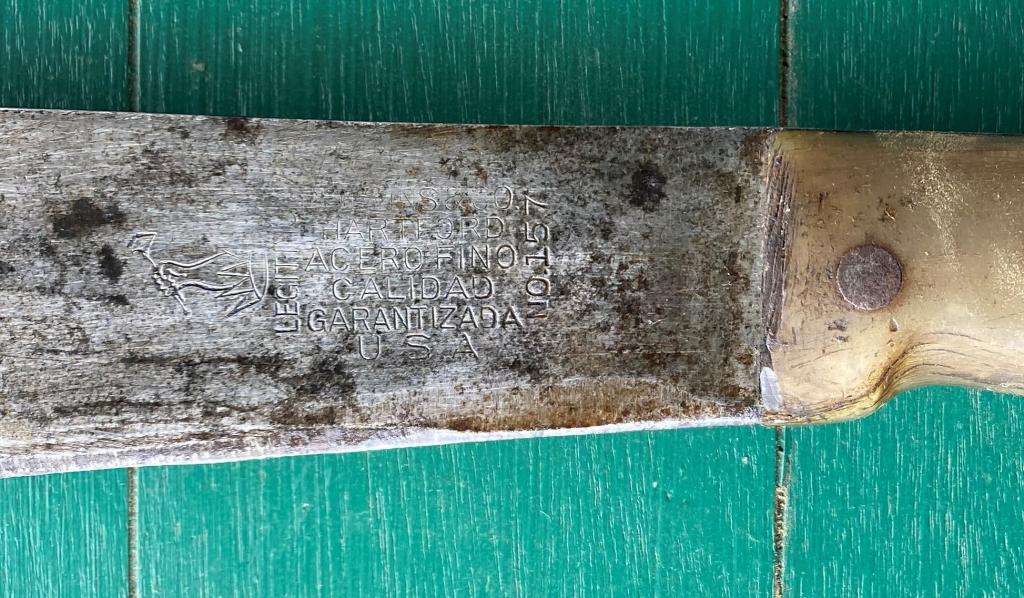 HARTFORD
ACERO FINO
CALIDAD
GARANTIZADA
U S A
NO.157